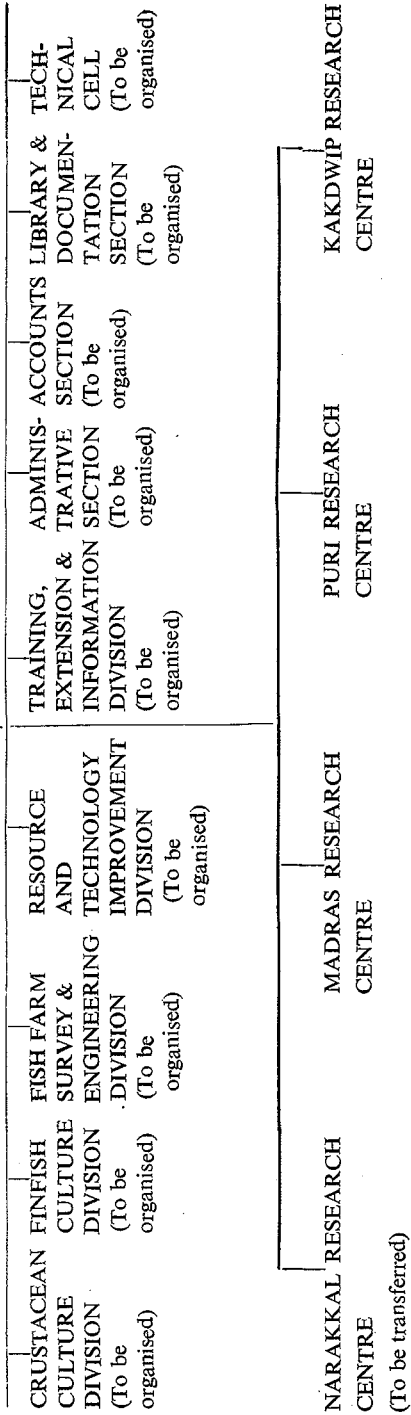 CRUSTACEAN
CULTURE
DIVISION
(To be
organised)
FINFISH
CULTURE
DIVISION
(To be
organised)
FISH FARM
SURVEY &
ENGINEERING
DIVISION
(To be
organised)
RESOURCE
AND
TECHNOLOGY
IMPROVEMENT
DIVISION
(To be
organised)
TRAINING,
EXTENSION &
INFORMATION
DIVISION
(To be
organised)
ADMINIS-
TRATIVE
SECTION
(To be
organised)
ACCOUNTS
SECTION
(To be
organised)
LIBRARY &
DOCUMEN-
TATION
SECTION
(To be
organised)
TECH-
NICAL
CELL
(To be
organised)
NARAKKAL RESEARCH
CENTRE
(To be transferred)
MADRAS RESEARCH
CENTRE
PURI RESEARCH
CENTRE
KAKDWIP RESEARCH
CENTRE